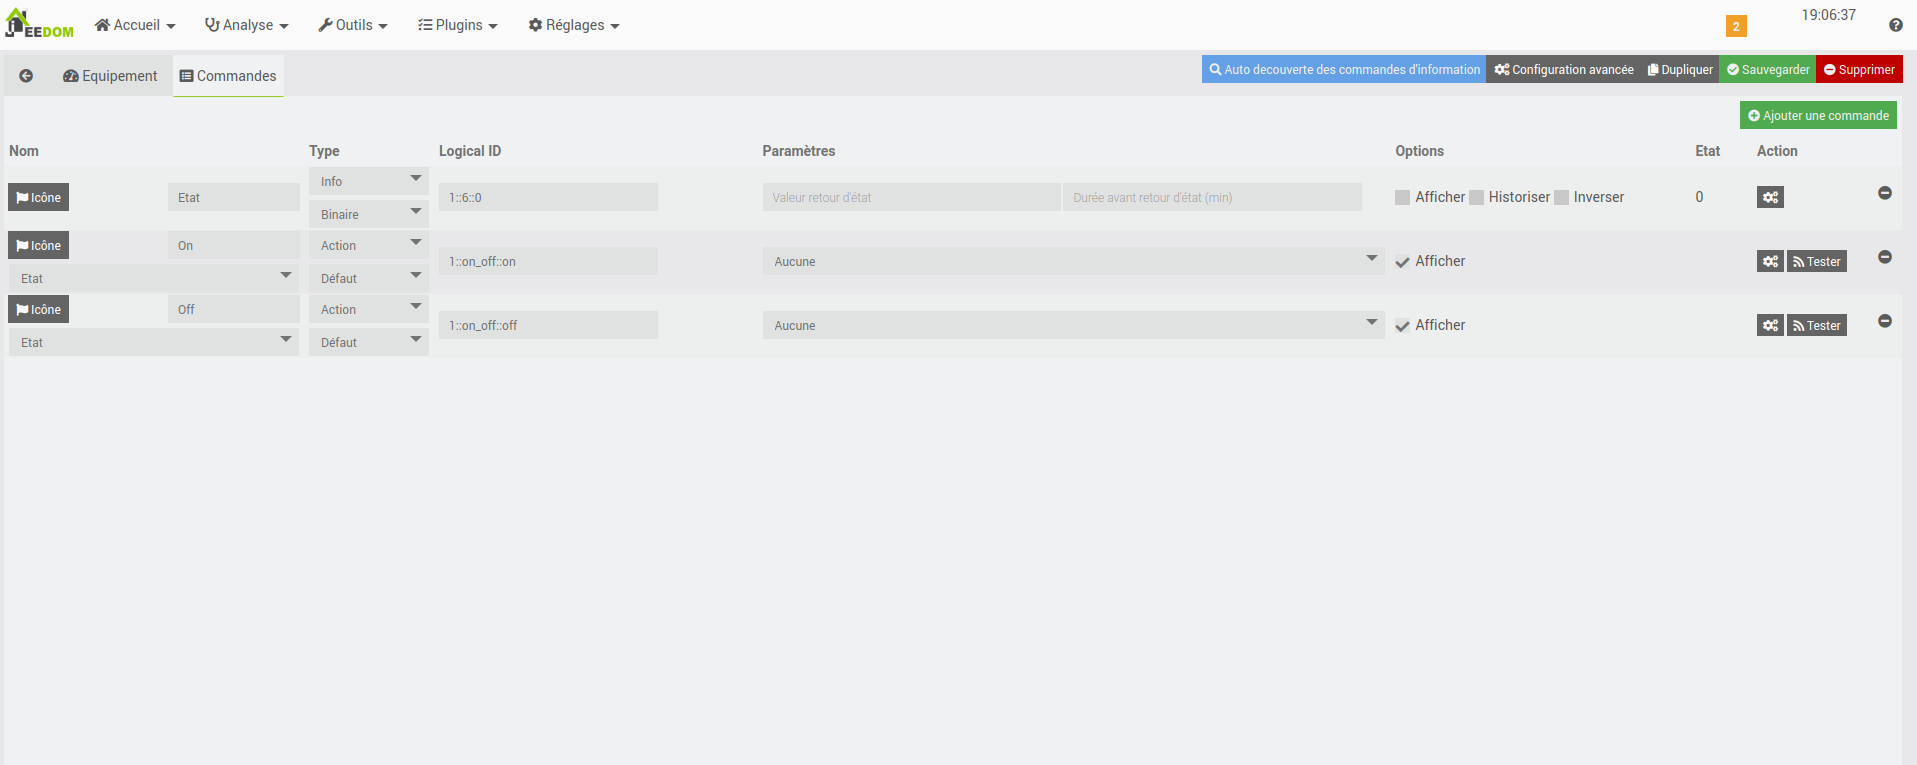 JEEDOM Accueil Analyse Outils Plugins Réglages 2 19:06:37
Equipement Commandes Auto decouverte des commandes d'information Configuration avancée Dupliquer Sauvegarder Supprimer
Ajouter une commande
Nom Type Logical ID Paramètres Options Etat Action
Info
Icône Etat 1::6::0 Valeur retour d'état Durée avant retour d'état (min) Afficher Historiser Inverser 0
Binaire
Icône On Action
1::on_off::on Aucune Afficher Tester
Etat Défaut
Icône Off Action
1::on_off::off Aucune Afficher Tester
Etat Défaut